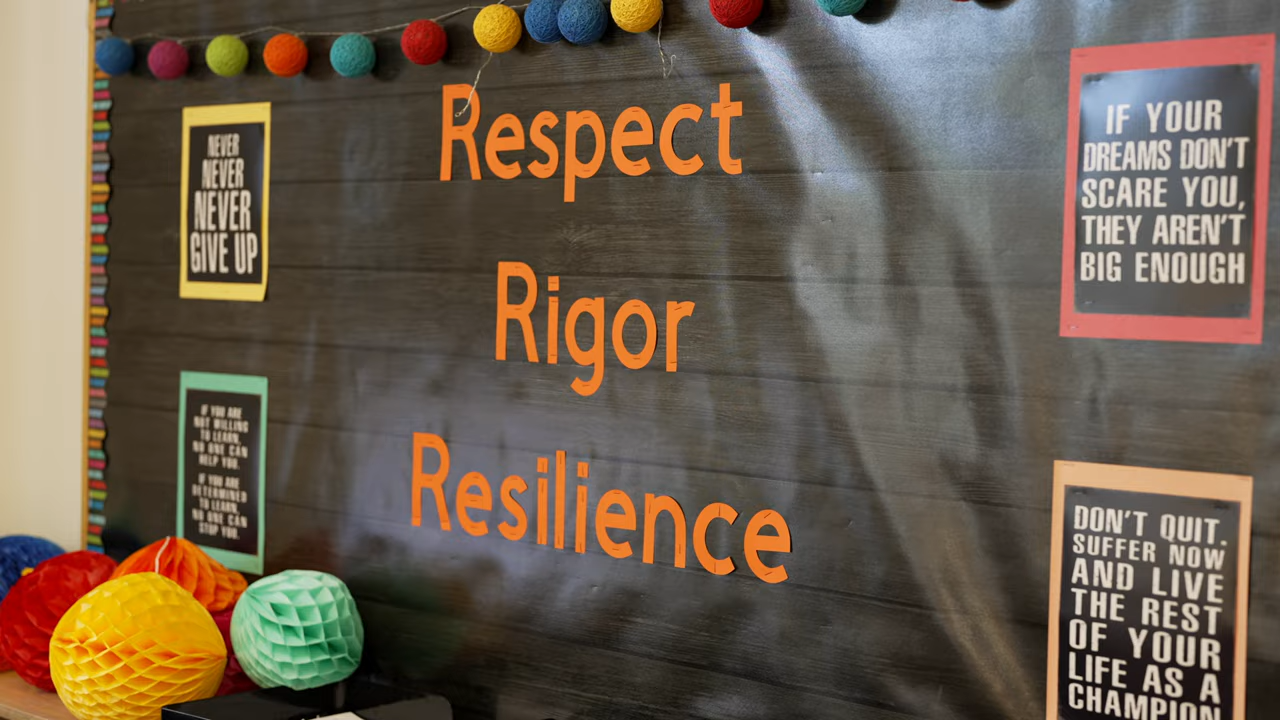 NEVER
NEVER
NEVER
GIVE UP
IF YOU ARE
NOT WILLING
TO LEARN,
NO ONE CAN
HELP YOU.
IF YOU ARE
DETERMINED
TO LEARN,
NO ONE CAN
STOP YOU.
Respect
Rigor
Resilience
IF YOUR
DREAMS DON'T
SCARE YOU,
THEY AREN'T
BIG ENOUGH
DON'T QUIT.
SUFFER NOW
AND LIVE
THE REST
OF YOUR
LIFE AS A
CHAMPION